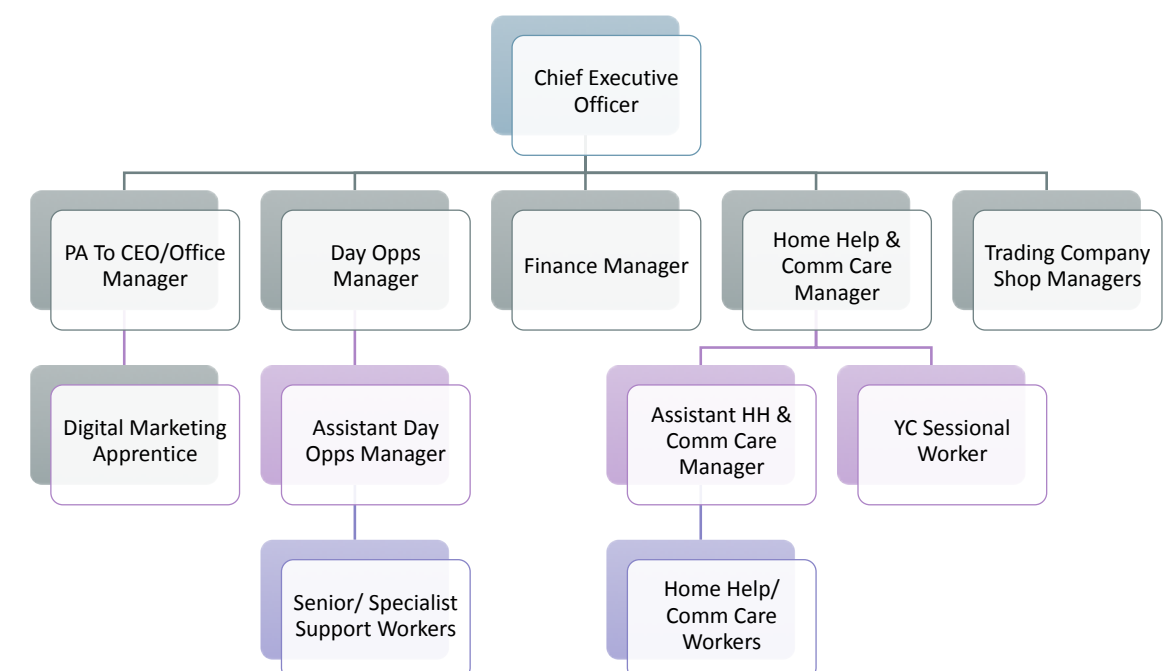 Chief Executive
Officer
PA To CEO/Office
Manager
Day Opps
Manager
Finance Manager
Home Help &
Comm Care
Manager
Trading Company
Shop Managers
Digital Marketing
Apprentice
Assistant Day
Opps Manager
Assistant HH &
Comm Care
Manager
YC Sessional
Worker
Senior/ Specialist
Support Workers
Home Help/
Comm Care
Workers